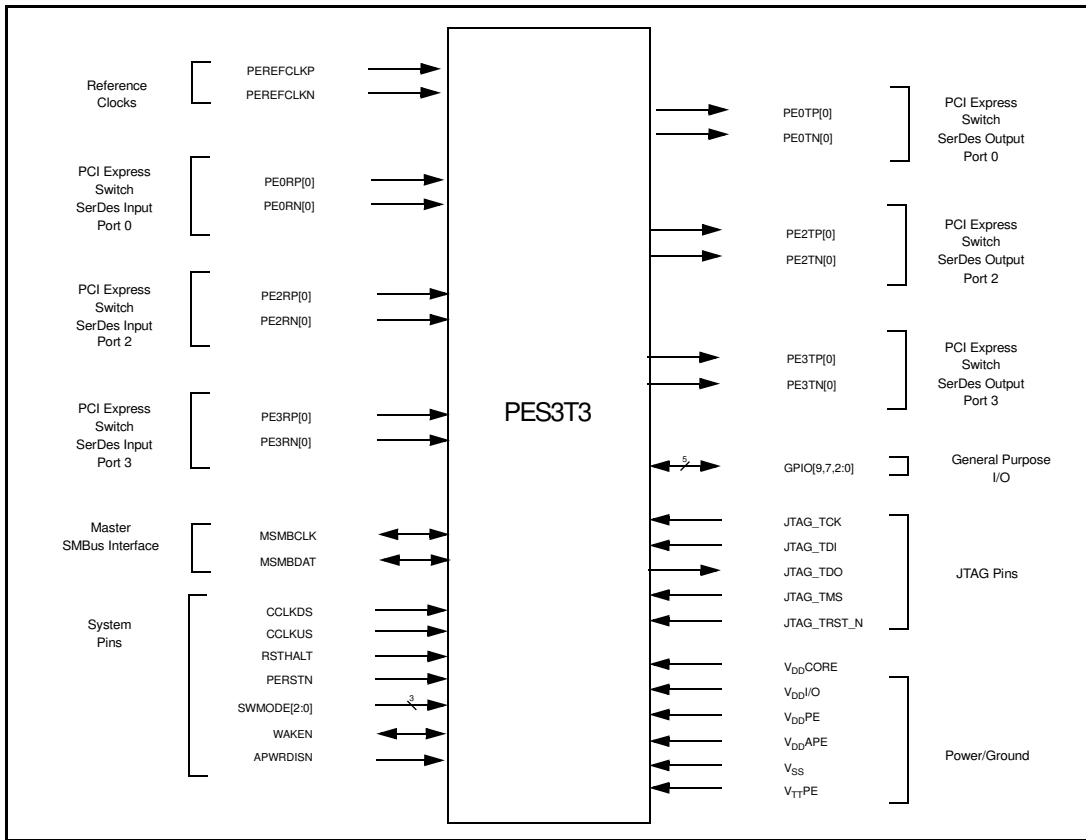 Reference
Clocks
PEREFCLKP
PEREFCLKN
PCI Express
Switch
SerDes Input
Port 0
PE0RP[0]
PE0RN[0]
PCI Express
Switch
SerDes Input
Port 2
PE2RP[0]
PE2RN[0]
PCI Express
Switch
SerDes Input
Port 3
PE3RP[0]
PE3RN[0]
Master
SMBus Interface
MSMBCLK
MSMBDAT
System
Pins
CCLKDS
CCLKUS
RSTHALT
PERSTN
SWMODE[2:0]
3
WAKEN
APWRDISN
PES3T3
PE0TP[0]
PE0TN[0]
PCI Express
Switch
SerDes Output
Port 0
PE2TP[0]
PE2TN[0]
PCI Express
Switch
SerDes Output
Port 2
PE3TP[0]
PE3TN[0]
PCI Express
Switch
SerDes Output
Port 3
5
GPIO[9,7,2:0]
General Purpose
I/O
JTAG_TCK
JTAG_TDI
JTAG_TDO
JTAG_TMS
JTAG_TRST_N
JTAG Pins
VDDCORE
VDDI/O
VDDPE
VDDAPE
VSS
VTTPE
Power/Ground